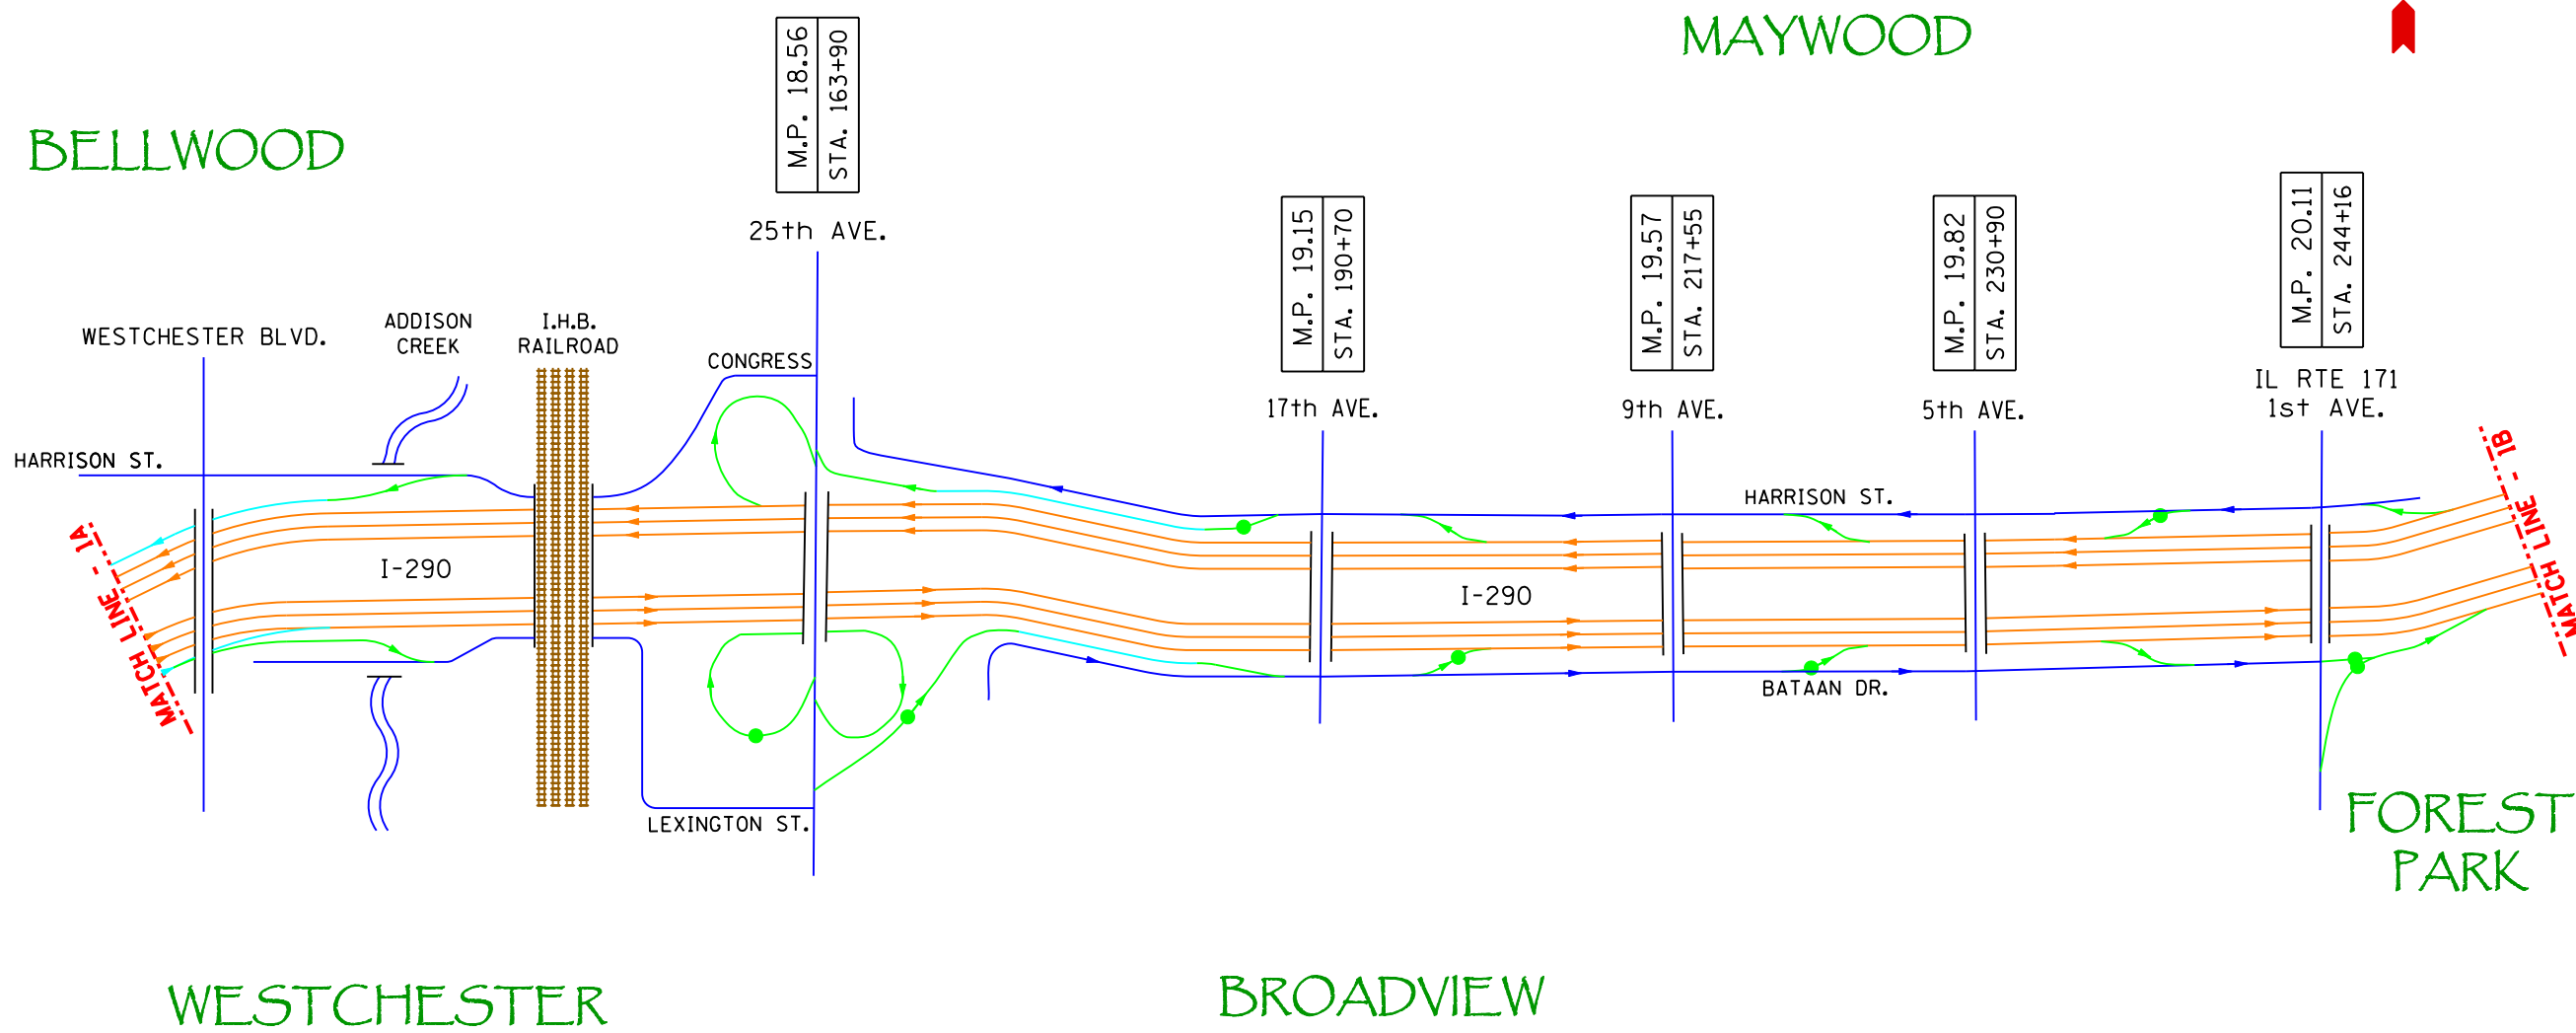 MAYWOOD
BELLWOOD
M.P. 18.56
STA. 163+90
25th AVE.
M.P. 19.15
STA. 190+70
17th AVE.
M.P. 19.57
STA. 217+55
9th AVE.
M.P. 19.82
STA. 230+90
5th AVE.
M.P. 20.11
STA. 244+16
IL RTE 171
1st AVE.
WESTCHESTER BLVD.
ADDISON
CREEK
I.H.B.
RAILROAD
CONGRESS
HARRISON ST.
HARRISON ST.
MATCH LINE - 1A
MATCH LINE - 1B
I-290
I-290
BATAAN DR.
LEXINGTON ST.
FOREST
PARK
WESTCHESTER
BROADVIEW